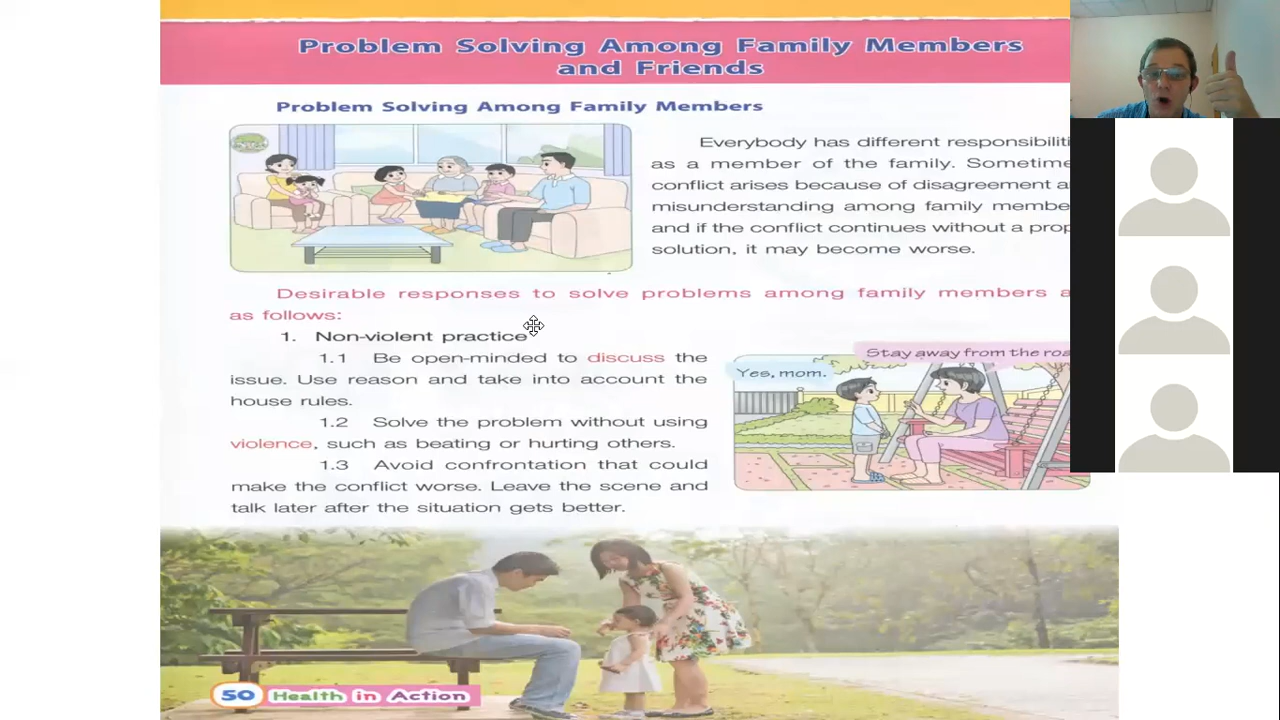 Problem Solving Among Family Members
and Friends
Problem Solving Among Family Members
Everybody has different
as a member of the family.
conflict arises because of disagreement
misunderstanding among family
and if the conflict continues without a
solution, it may become worse.
Desirable responses to solve problems among family members
as follows:
1. Non-violent practice
1.1 Be open-minded to discuss the
issue. Use reason and take into account the
house rules.
1.2 Solve the problem without using
violence, such as beating or hurting others.
1.3 Avoid confrontation that could
make the conflict worse. Leave the scene and
talk later after the situation gets better.
Stay away from the
Yes, mom.
50 Health in Action